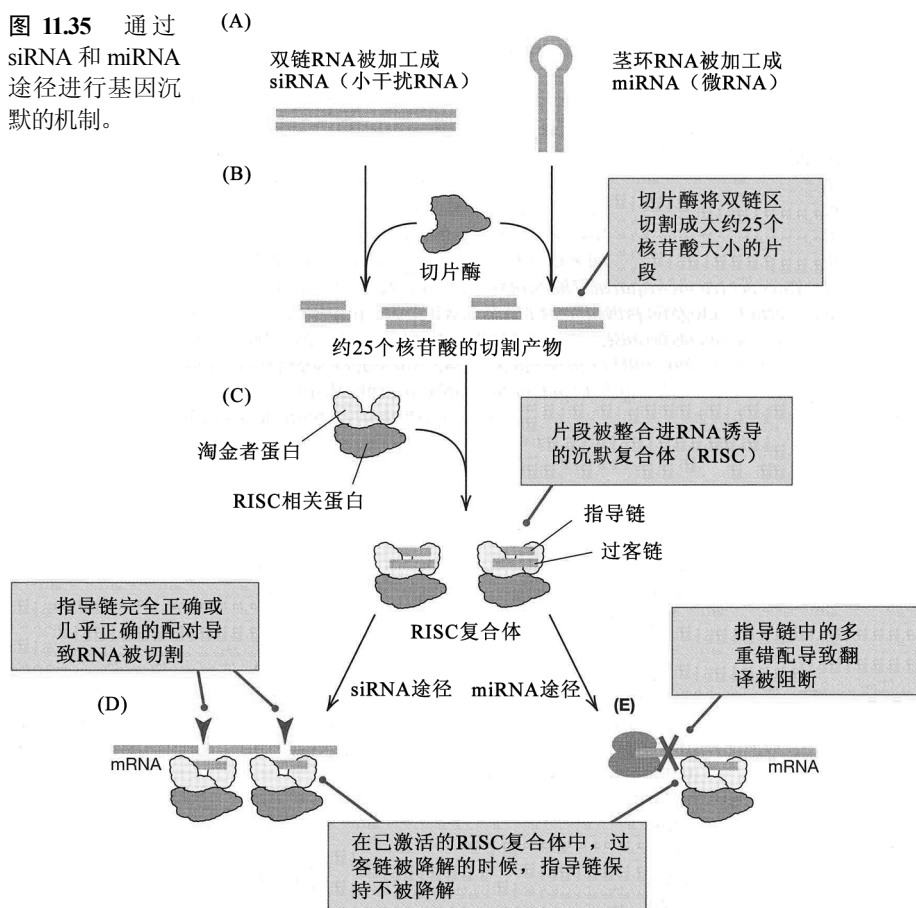 图 11.35 通过
siRNA 和 miRNA
途径进行基因沉
默的机制。
(A)
双链RNA被加工成
siRNA（小干扰RNA）
茎环RNA被加工成
miRNA（微RNA）
(B)
切片酶将双链区
切割成大约25个
核苷酸大小的片
段
切片酶
约25个核苷酸的切割产物
(C)
淘金者蛋白
RISC相关蛋白
片段被整合进RNA诱导
的沉默复合体（RISC）
指导链
过客链
RISC复合体
指导链完全正确或
几乎正确的配对导
致RNA被切割
指导链中的多
重错配导致翻
译被阻断
siRNA途径
miRNA途径
(D)
(E)
mRNA
mRNA
在已激活的RISC复合体中，过
客链被降解的时候，指导链保
持不被降解